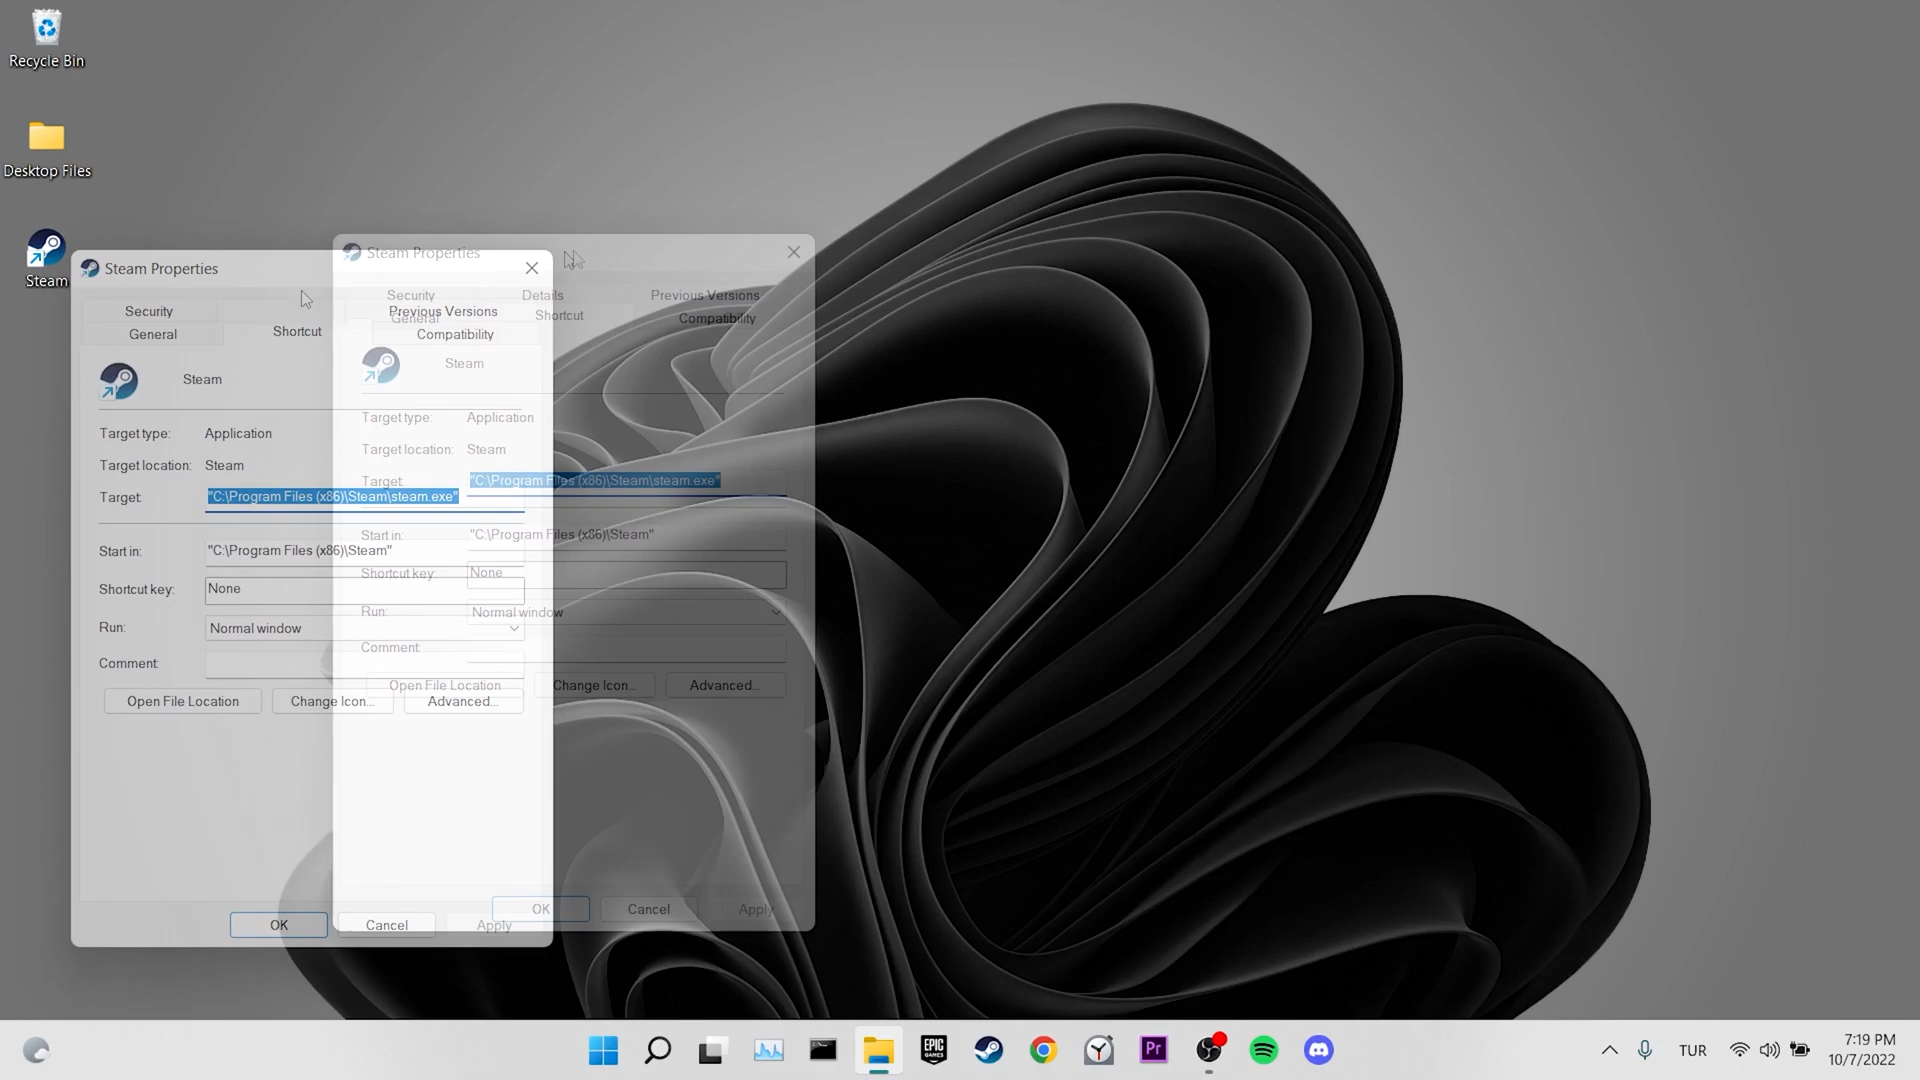 Recycle Bin
Desktop Files
Steam
Steam Properties
Security
Previous Versions
General
Shortcut
Compatibility
Steam
Target type: Application
Target location: Steam
Target: "C:\Program Files (x86)\Steam\steam.exe"
Start in: "C:\Program Files (x86)\Steam"
Shortcut key: None
Run: Normal window
Comment:
Open File Location
Change Icon...
Advanced...
OK
Cancel
Apply
Steam Properties
Security
Details
Previous Versions
General
Shortcut
Compatibility
Steam
Target type: Application
Target location: Steam
Target: "C:\Program Files (x86)\Steam\steam.exe"
Start in: "C:\Program Files (x86)\Steam"
Shortcut key: None
Run: Normal window
Comment:
Open File Location
Change Icon...
Advanced...
OK
Cancel
Apply
EPIC
GAMES
Pr
TUR
7:19 PM
10/7/2022